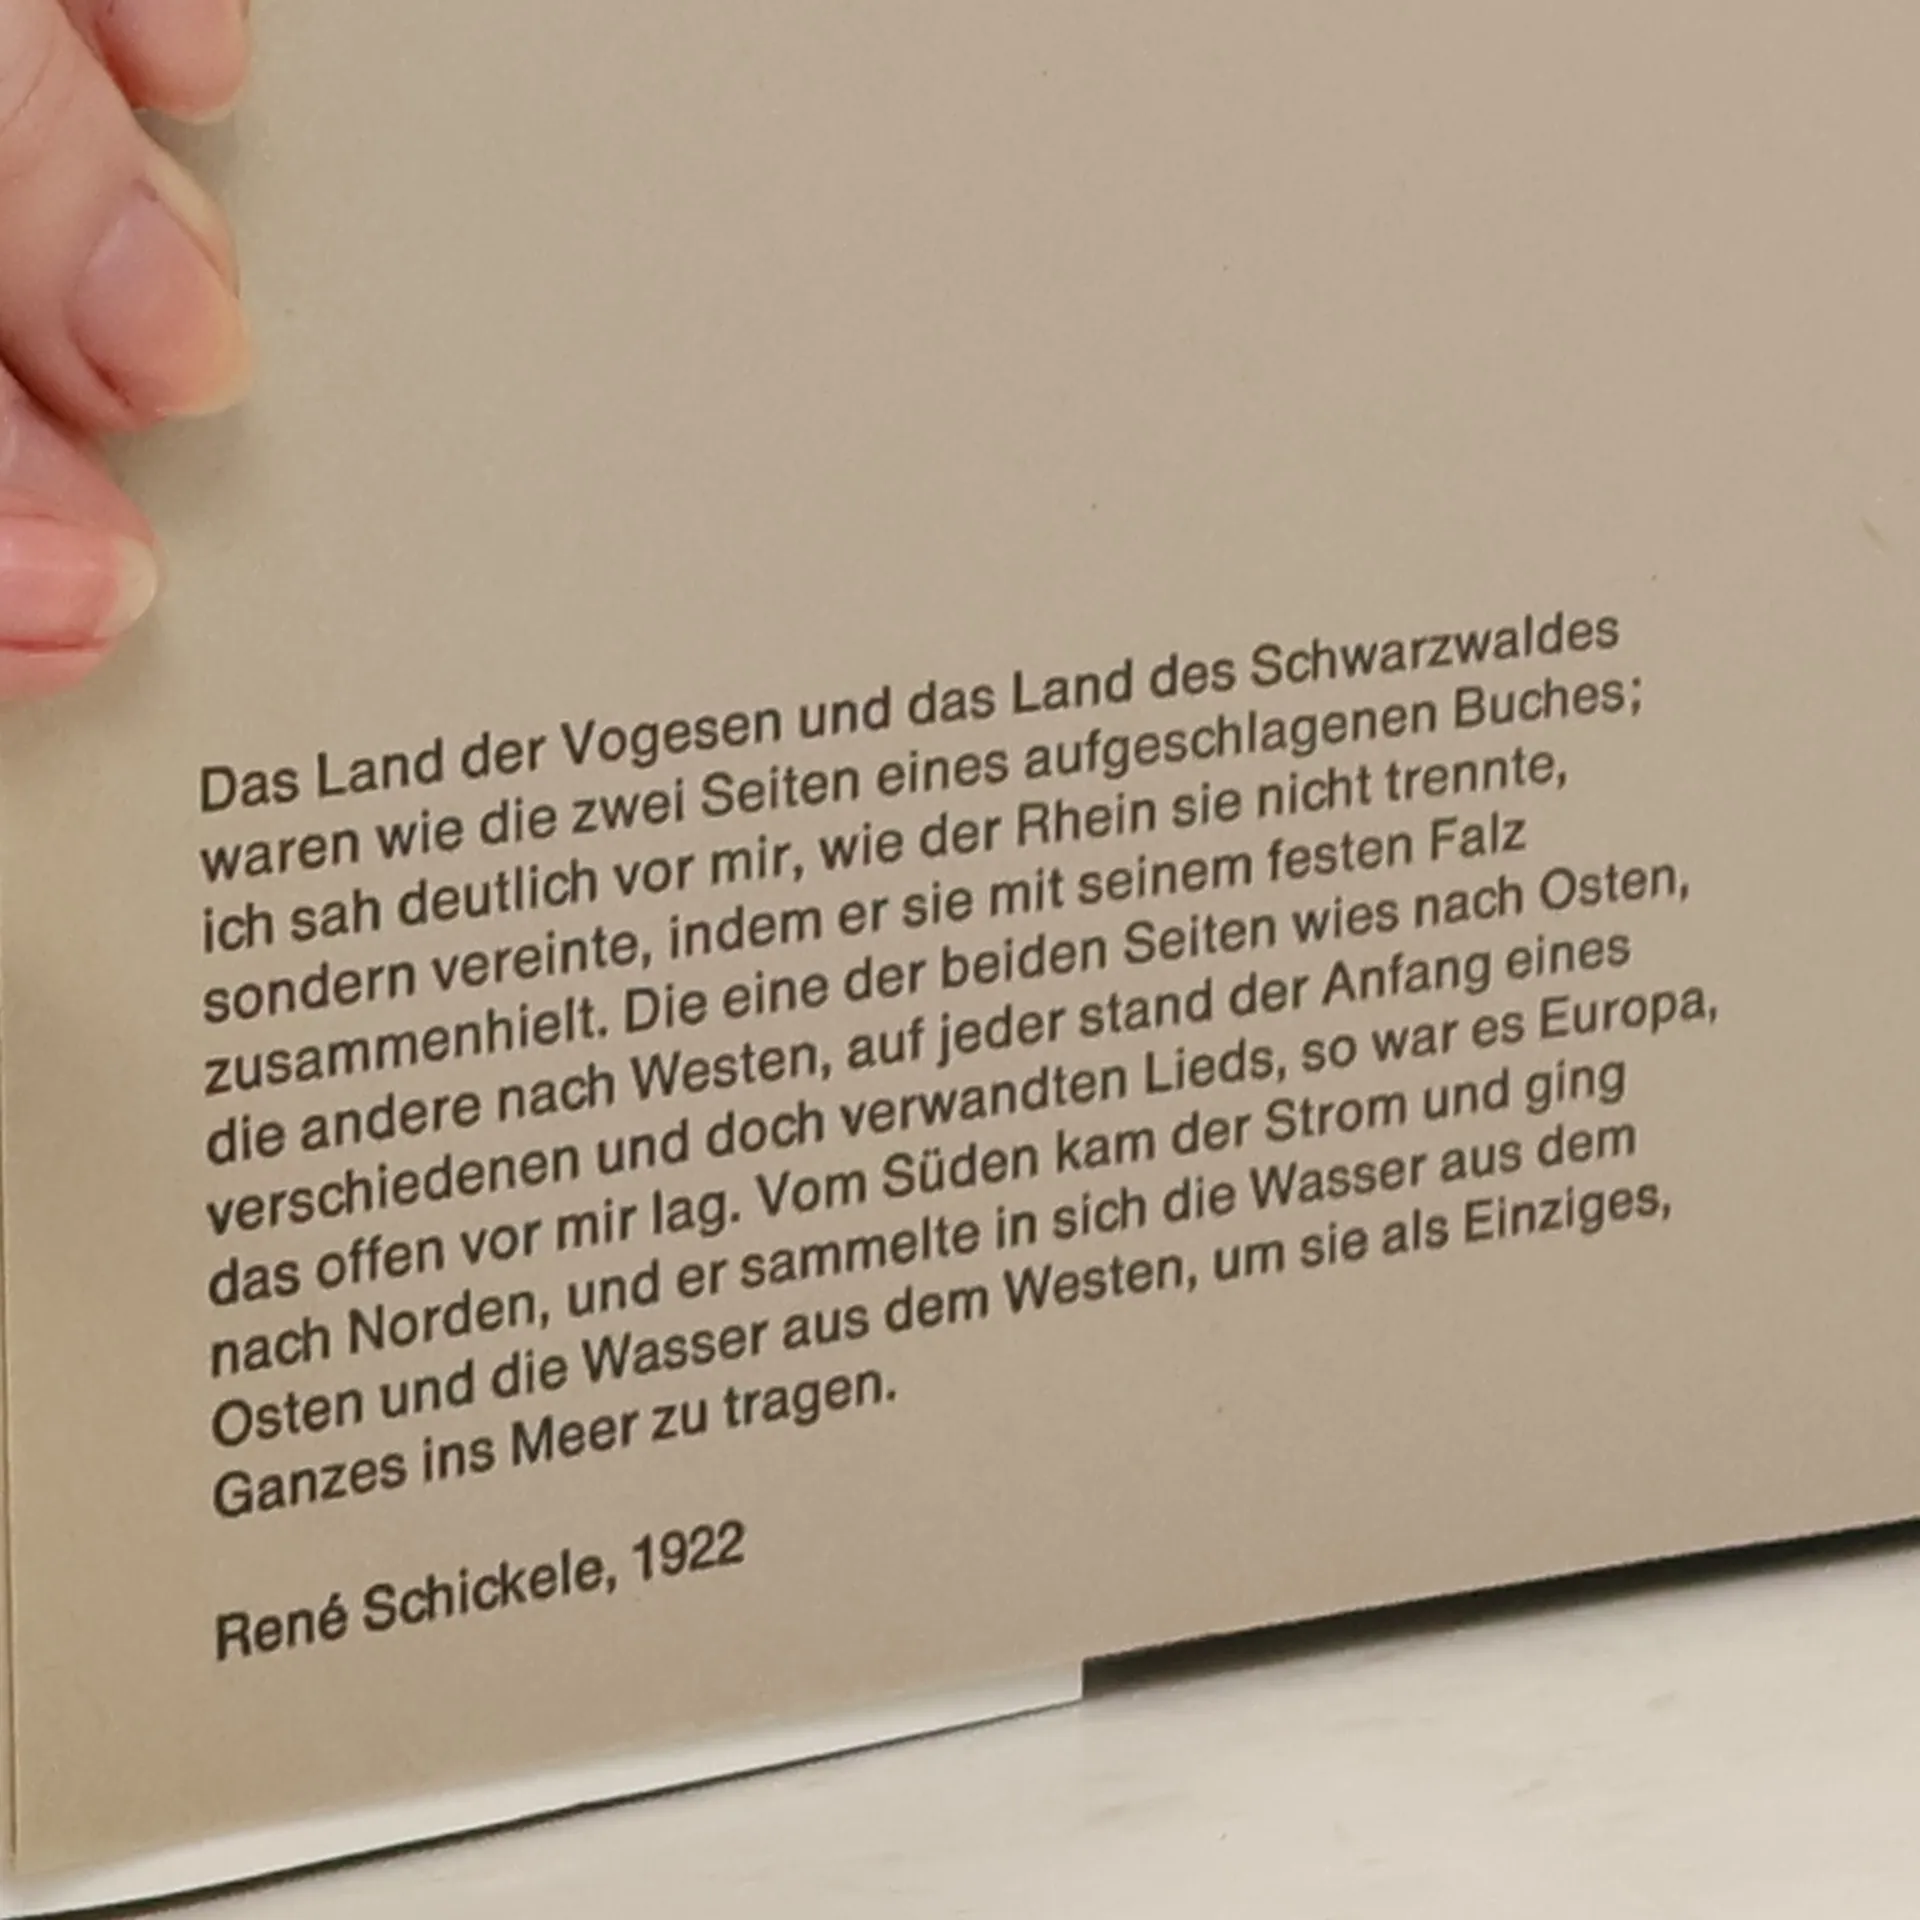 Das Land der Vogesen und das Land des Schwarzwaldes
waren wie die zwei Seiten eines aufgeschlagenen Buches;
ich sah deutlich vor mir, wie der Rhein sie nicht trennte,
sondern vereinte, indem er sie mit seinem festen Falz
zusammenhielt. Die eine der beiden Seiten wies nach Osten,
die andere nach Westen, auf jeder stand der Anfang eines
verschiedenen und doch verwandten Lieds, so war es Europa,
das offen vor mir lag. Vom Süden kam der Strom und ging
nach Norden, und er sammelte in sich die Wasser aus dem
Osten und die Wasser aus dem Westen, um sie als Einziges,
Ganzes ins Meer zu tragen.
René Schickele, 1922